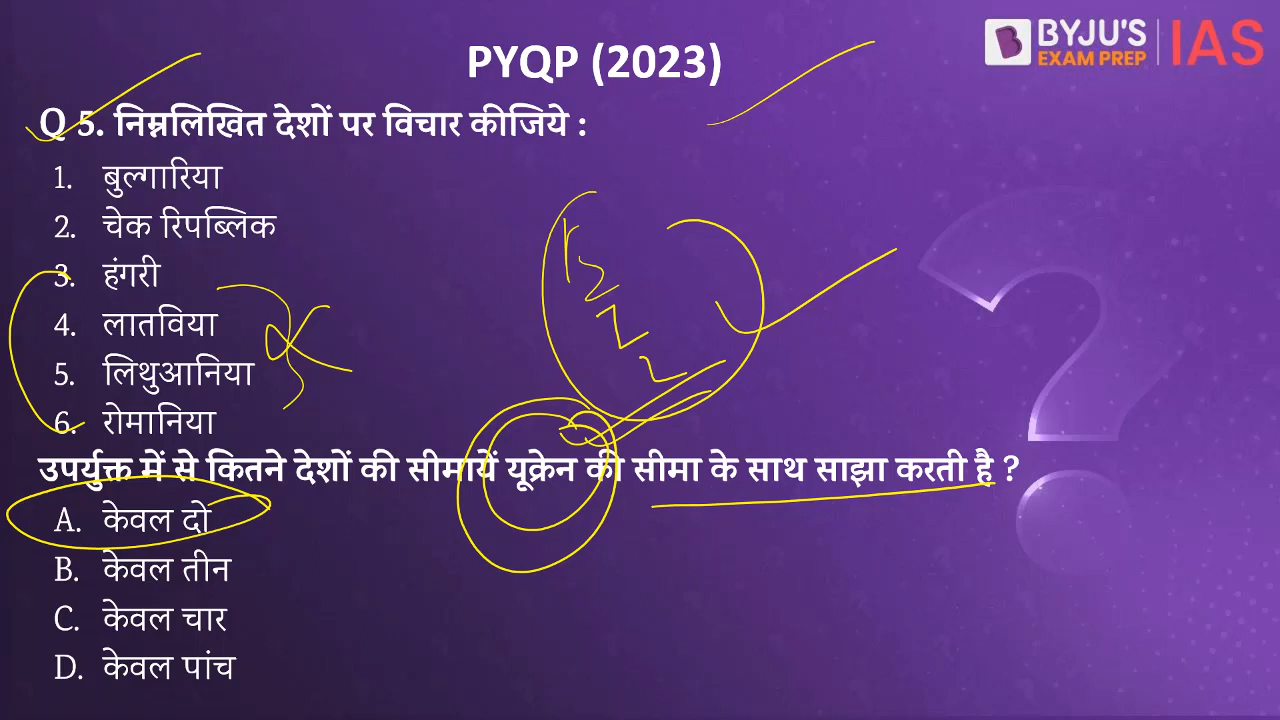 PYQP (2023)
BYJU'S
EXAM PREP
IAS
Q 5. निम्नलिखित देशों पर विचार कीजिये :
1. बुल्गारिया
2. चेक रिपब्लिक
3. हंगरी
4. लातविया
5. लिथुआनिया
6. रोमानिया
उपर्युक्त में से कितने देशों की सीमायें यूक्रेन की सीमा के साथ साझा करती है ?
A. केवल दो
B. केवल तीन
C. केवल चार
D. केवल पांच